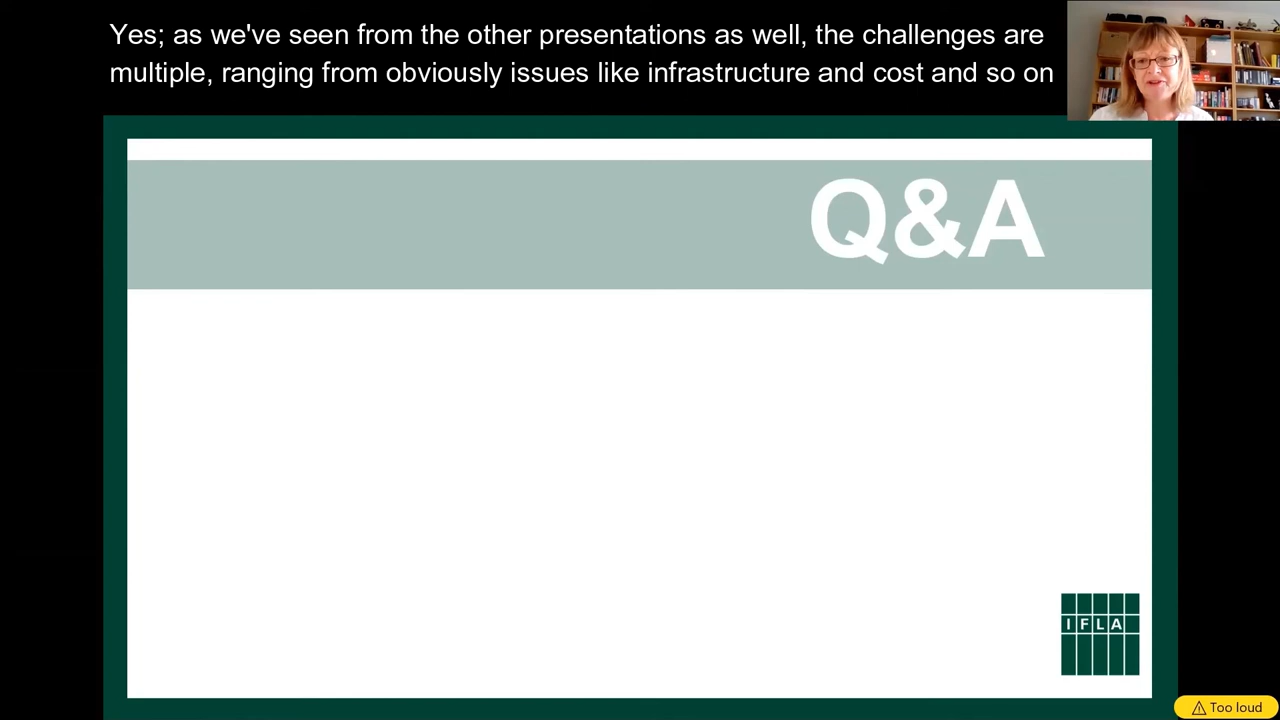 Yes; as we've seen from the other presentations as well, the challenges are
multiple, ranging from obviously issues like infrastructure and cost and so on
Q&A
IFLA
Too loud